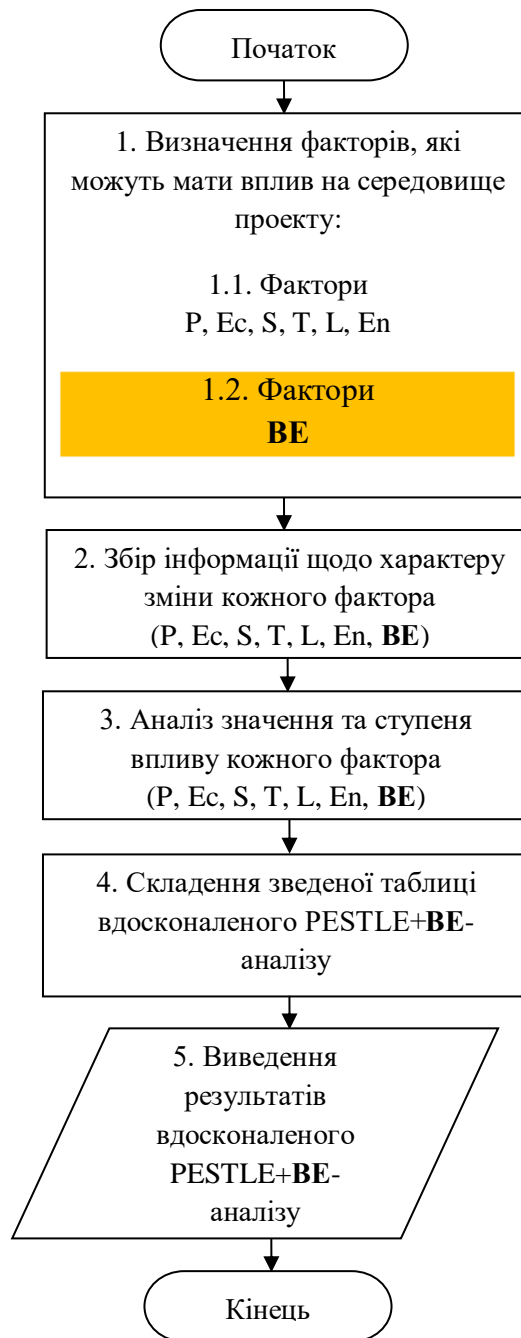 Початок
1. Визначення факторів, які
можуть мати вплив на середовище
проекту:
1.1. Фактори
P, Ec, S, T, L, En
1.2. Фактори
BE
2. Збір інформації щодо характеру
зміни кожного фактора
(P, Ec, S, T, L, En, BE)
3. Аналіз значення та ступеня
впливу кожного фактора
(P, Ec, S, T, L, En, BE)
4. Складення зведеної таблиці
вдосконаленого PESTLE+BE-
аналізу
5. Виведення
результатів
вдосконаленого
PESTLE+BE-
аналізу
Кінець